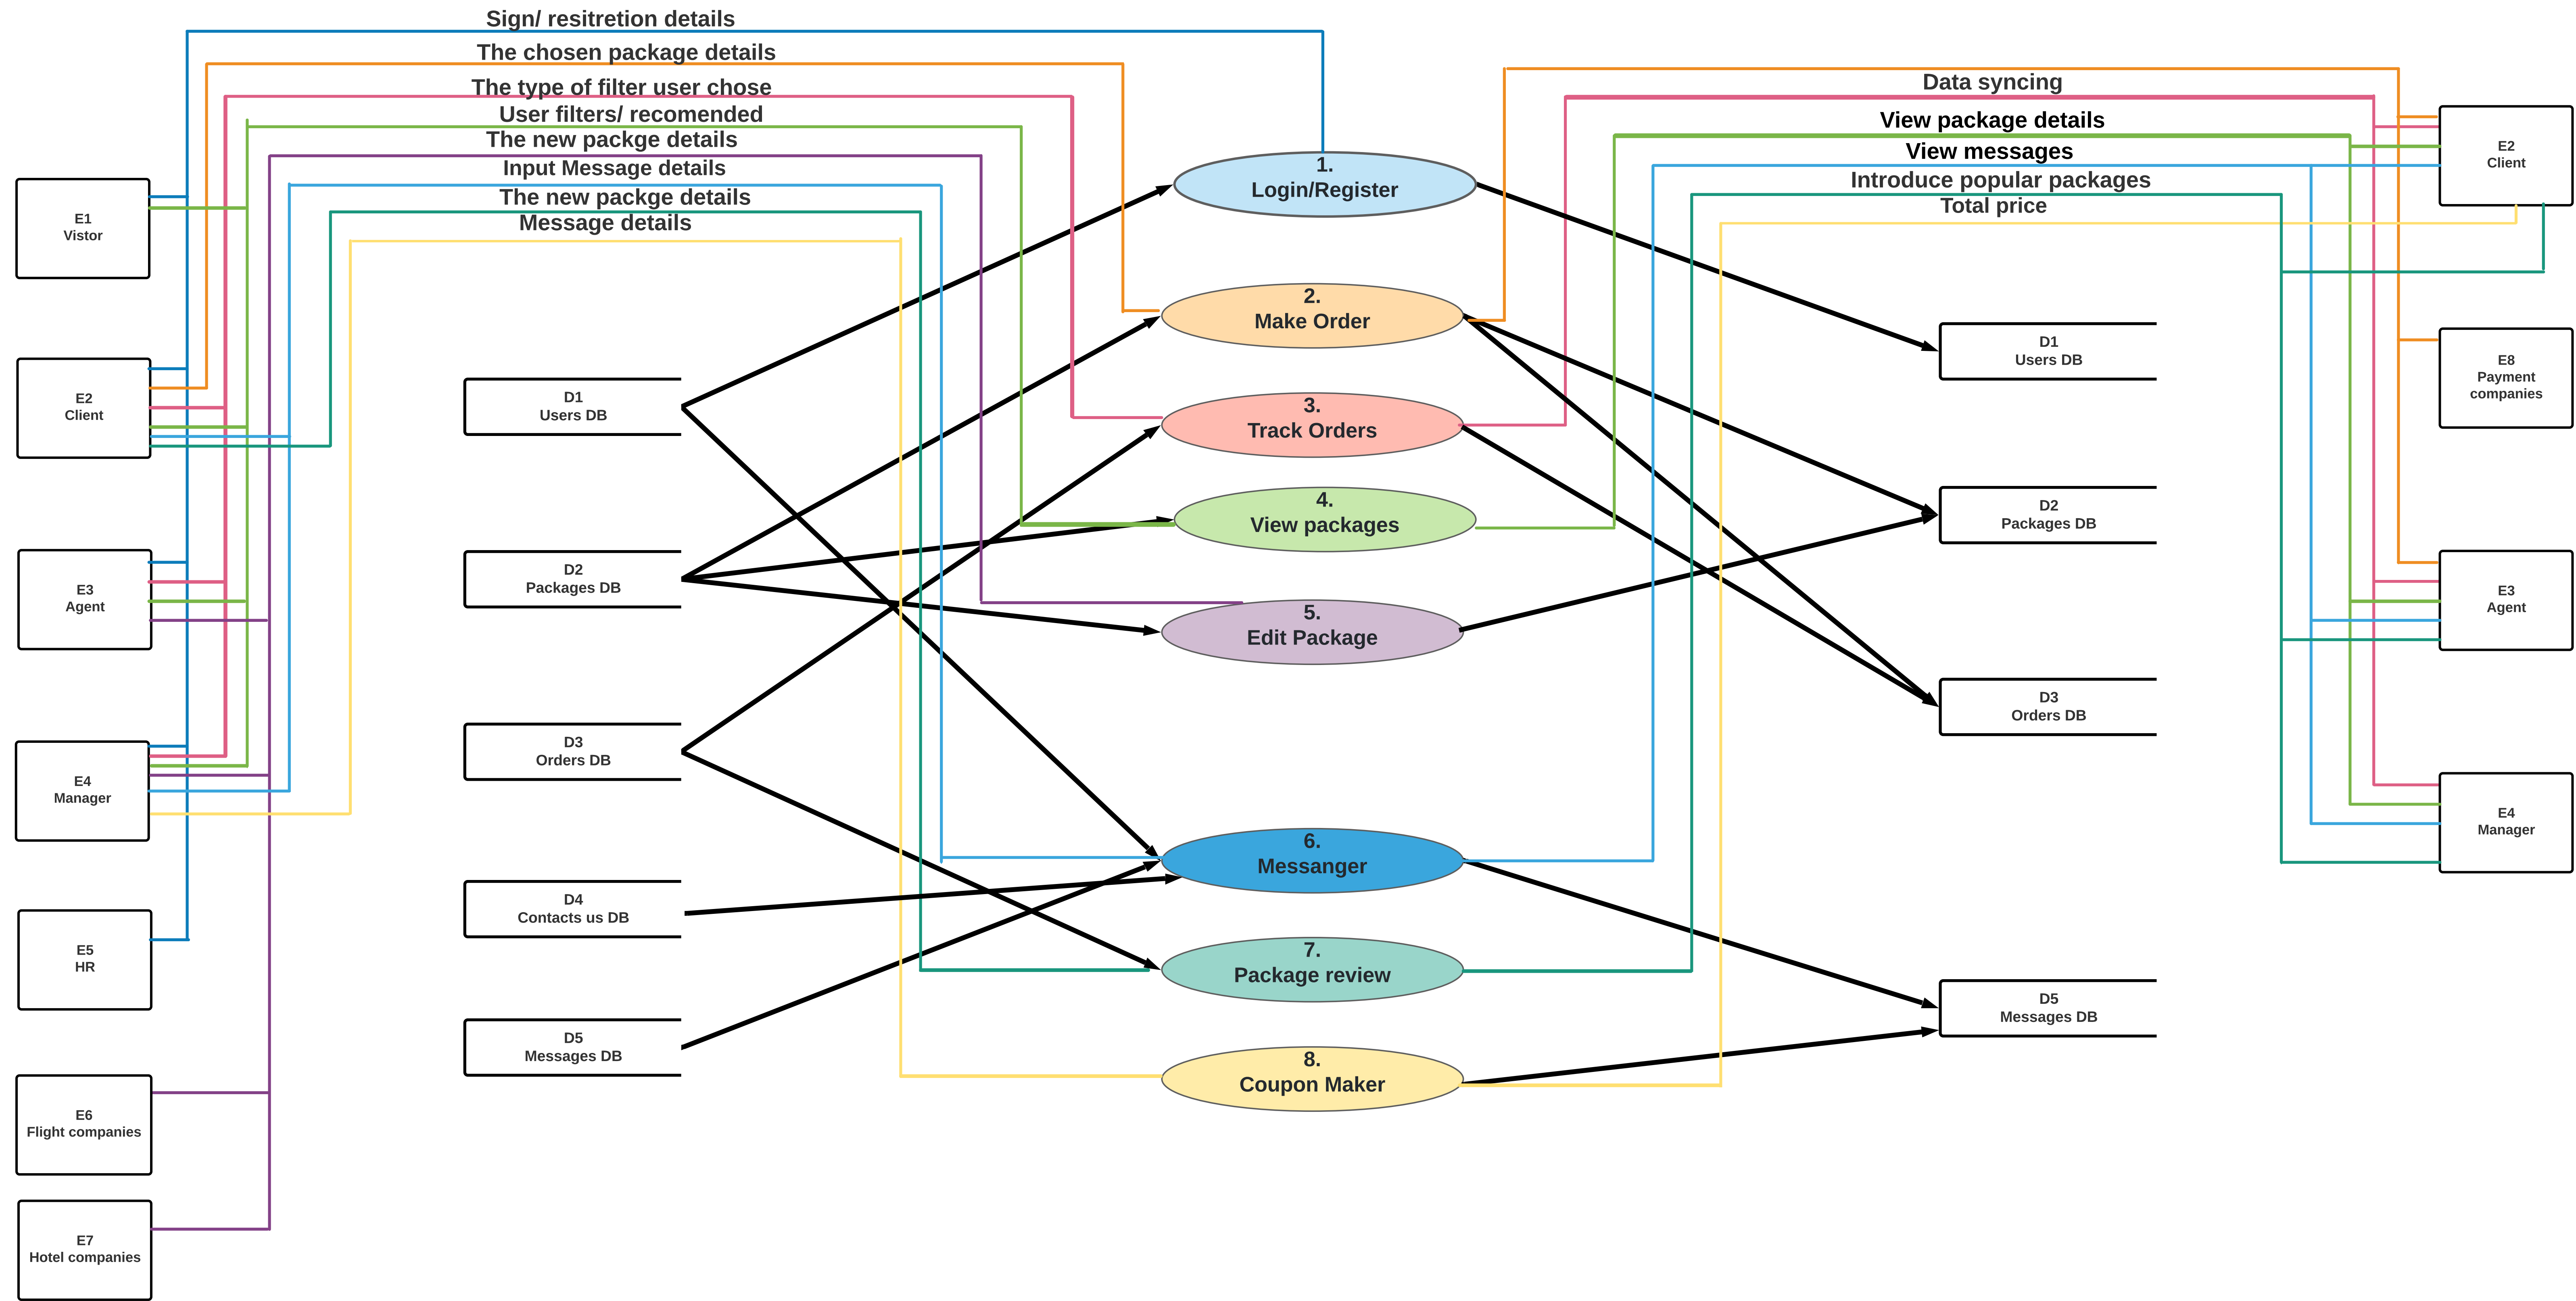 Sign/ resitretion details
The chosen package details
The type of filter user chose
User filters/ recomended
The new packge details
Input Message details
The new packge details
Message details
Data syncing
View package details
View messages
Introduce popular packages
Total price
E1
Vistor
E2
Client
E3
Agent
E4
Manager
E5
HR
E6
Flight companies
E7
Hotel companies
D1
Users DB
D2
Packages DB
D3
Orders DB
D4
Contacts us DB
D5
Messages DB
1.
Login/Register
2.
Make Order
3.
Track Orders
4.
View packages
5.
Edit Package
6.
Messanger
7.
Package review
8.
Coupon Maker
D1
Users DB
D2
Packages DB
D3
Orders DB
D5
Messages DB
E2
Client
E8
Payment
companies
E3
Agent
E4
Manager